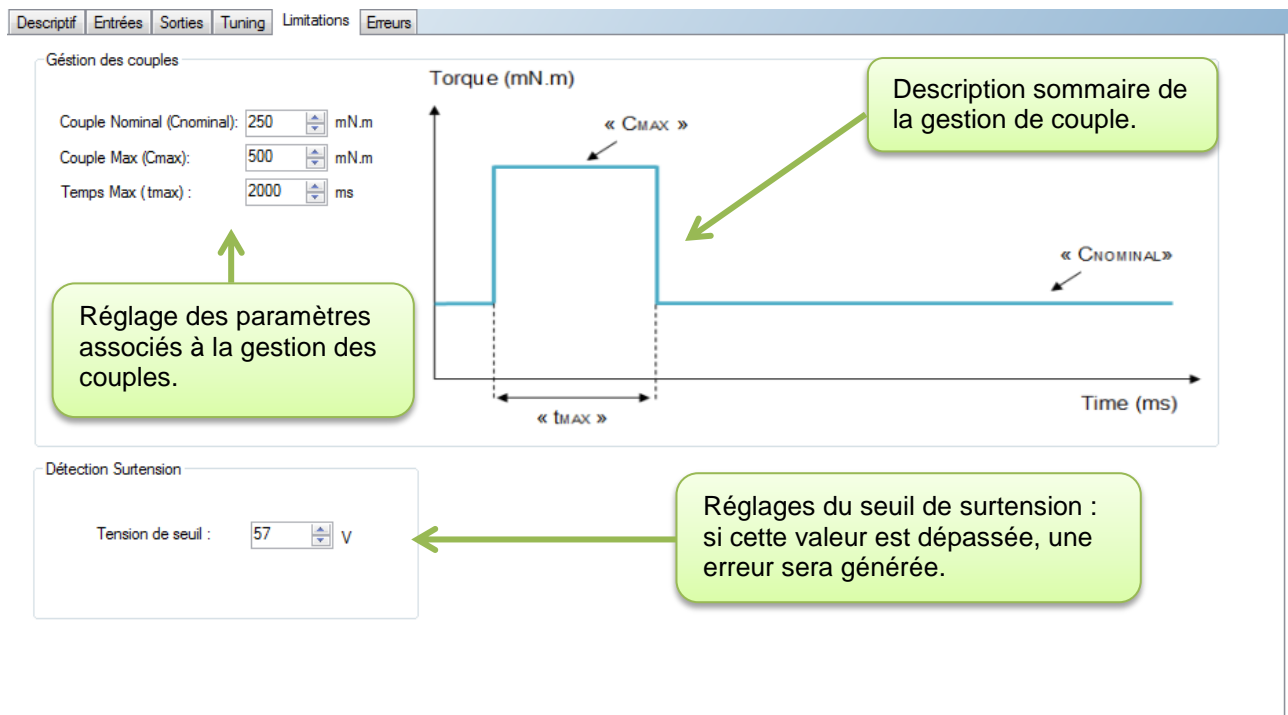 Descriptif Entrées Sorties Tuning Limitations Erreurs
Géstion des couples
Couple Nominal (Cnominal): 250 mN.m
Couple Max (Cmax): 500 mN.m
Temps Max (tmax) : 2000 ms
Réglage des paramètres
associés à la gestion des
couples.
Torque (mN.m)
« CMAX »
Description sommaire de
la gestion de couple.
« CNOMINAL»
« tMAX »
Time (ms)
Détection Surtension
Tension de seuil : 57 V
Réglages du seuil de surtension :
si cette valeur est dépassée, une
erreur sera générée.